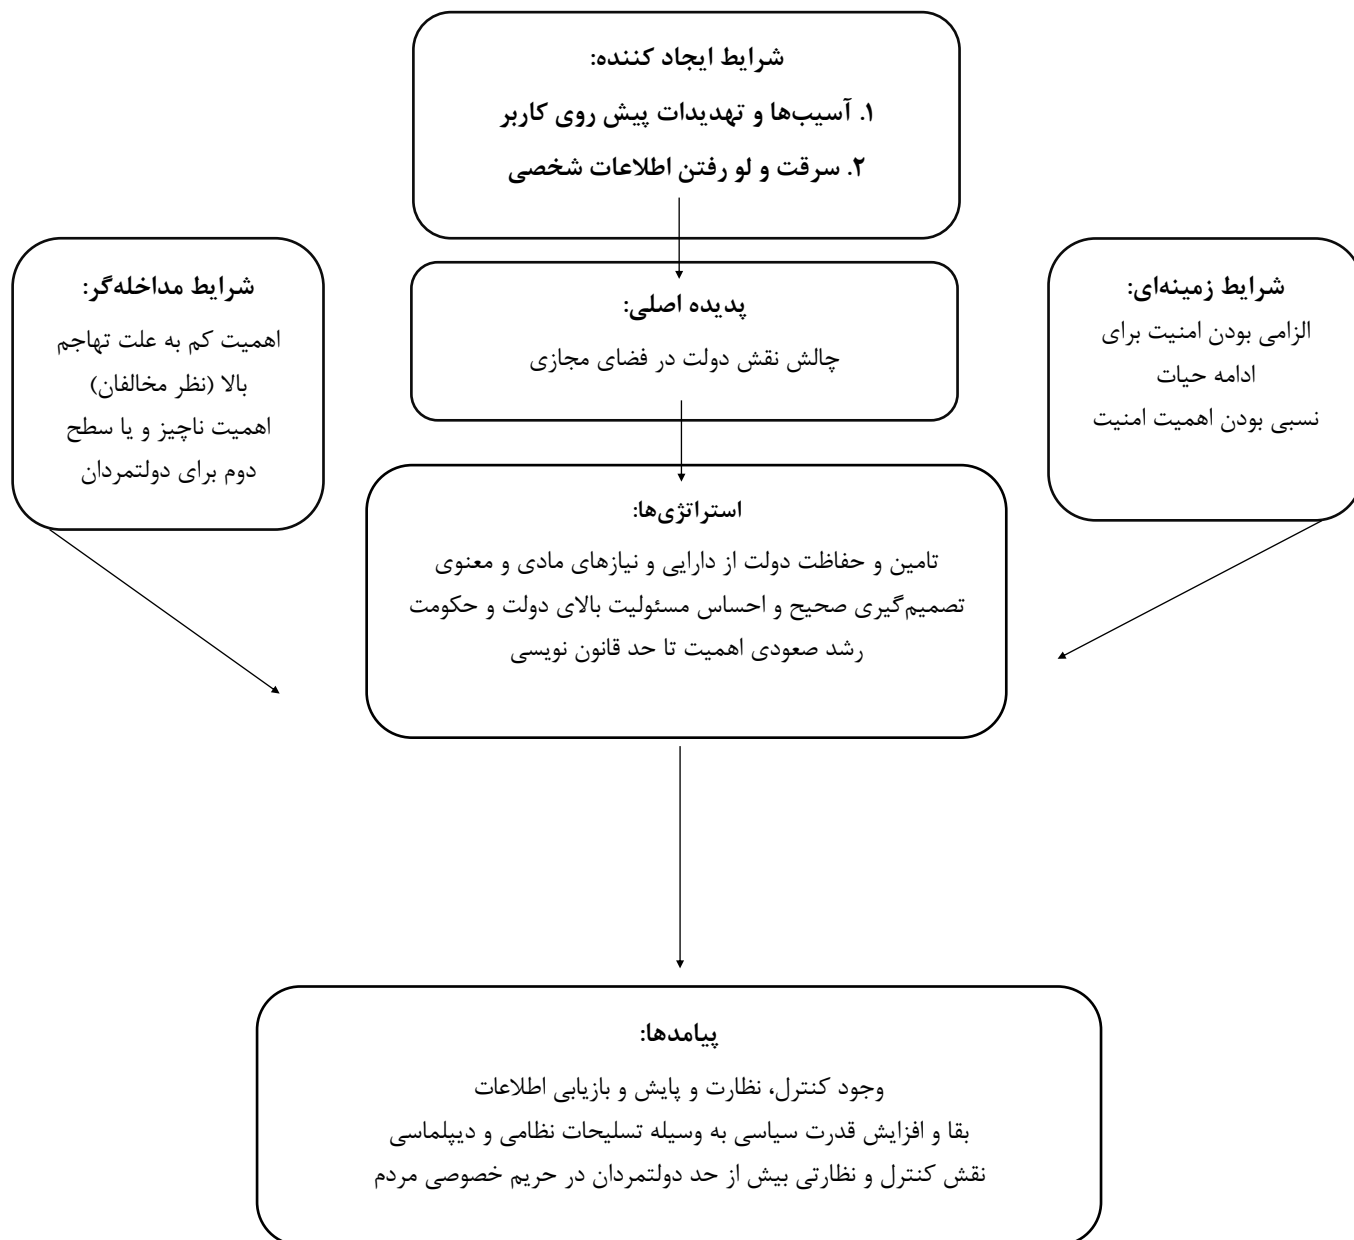 شرایط ایجاد کننده:
۱. آسیب‌ها و تهدیدات پیش روی کاربر
۲. سرقت و لو رفتن اطلاعات شخصی
شرایط زمینه‌ای:
الزامی بودن امنیت برای
ادامه حیات
نسبی بودن اهمیت امنیت
پدیده اصلی:
چالش نقش دولت در فضای مجازی
شرایط مداخله‌گر:
اهمیت کم به علت تهاجم
بالا (نظر مخالفان)
اهمیت ناچیز و یا سطح
دوم برای دولتمردان
استراتژی‌ها:
تامین و حفاظت دولت از دارایی و نیازهای مادی و معنوی
تصمیم‌گیری صحیح و احساس مسئولیت بالای دولت و حکومت
رشد صعودی اهمیت تا حد قانون نویسی
پیامدها:
وجود کنترل، نظارت و پایش و بازیابی اطلاعات
بقا و افزایش قدرت سیاسی به وسیله تسلیحات نظامی و دیپلماسی
نقش کنترل و نظارتی بیش از حد دولتمردان در حریم خصوصی مردم